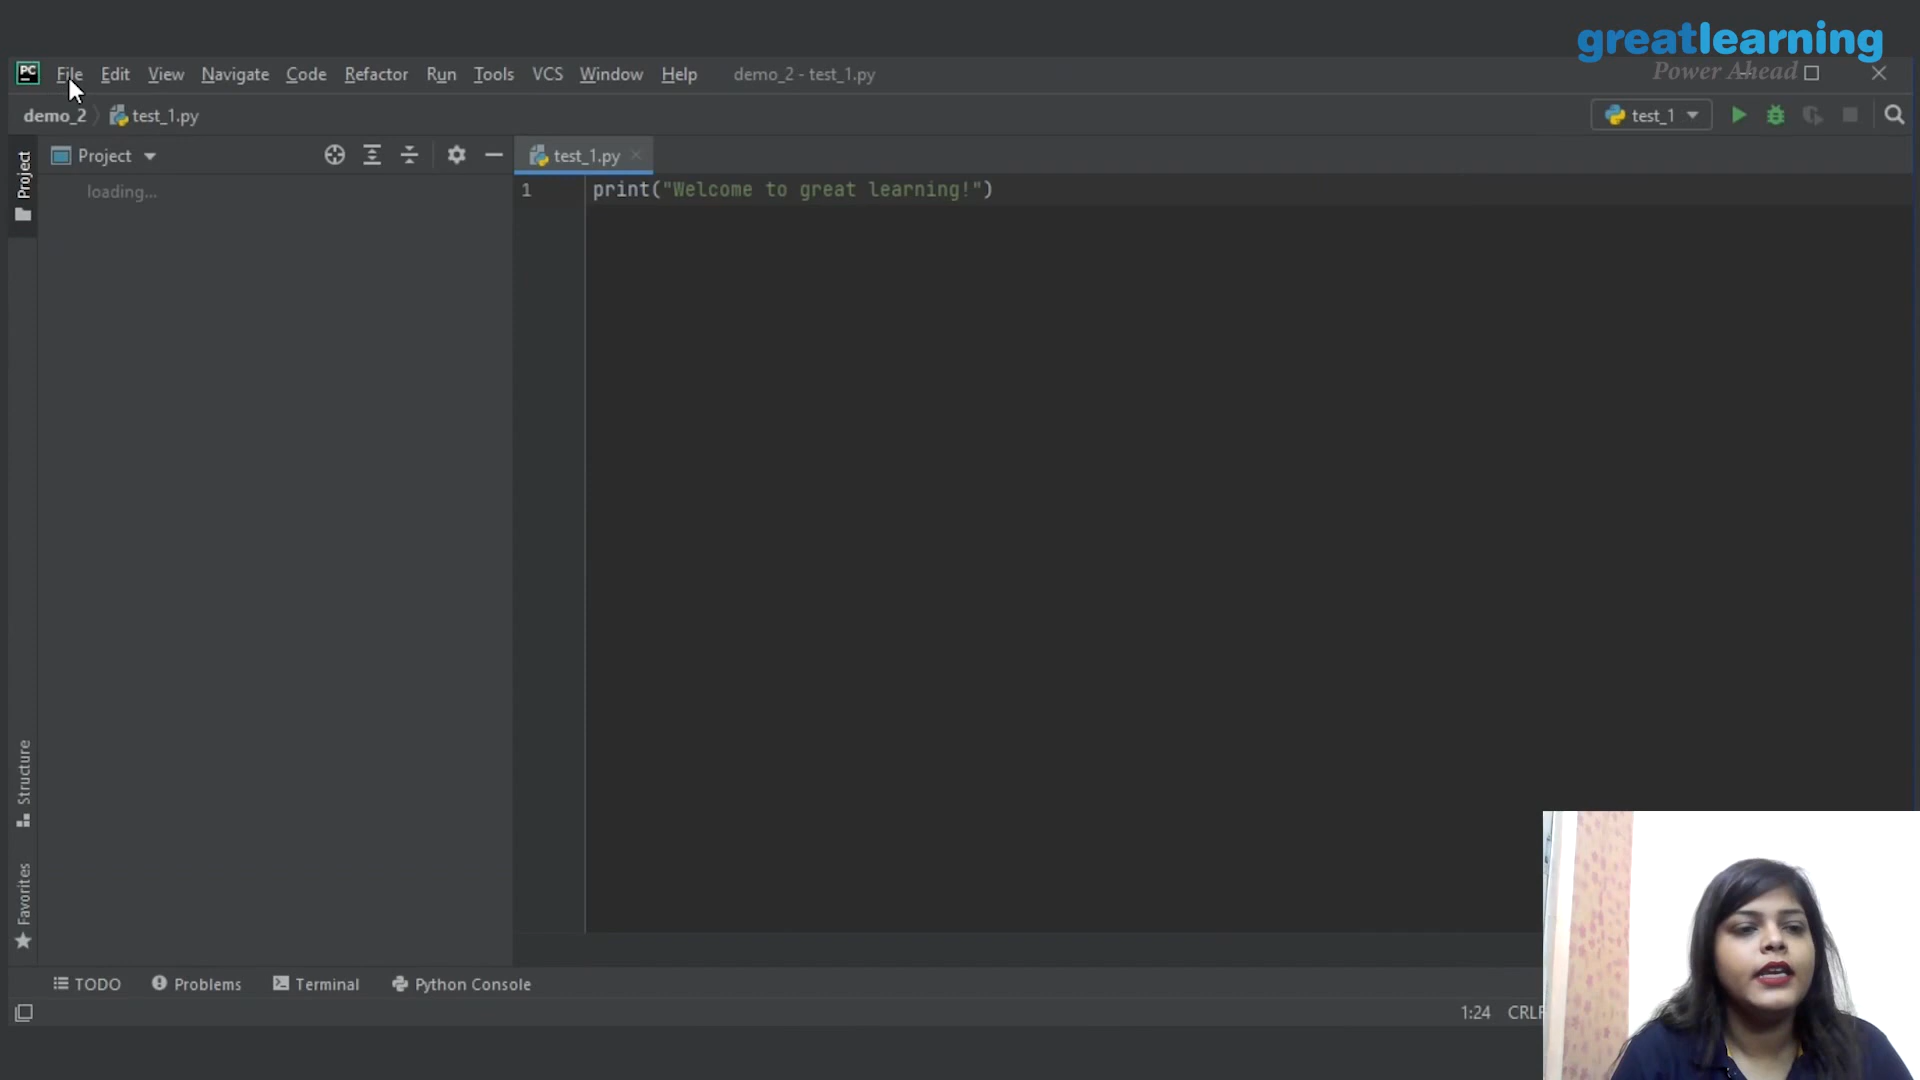 greatlearning
Power Ahead
PC File Edit View Navigate Code Refactor Run Tools VCS Window Help demo_2 - test_1.py
demo_2 test_1.py test_1
Project test_1.py
Project
loading...
1 print("Welcome to great learning!")
Structure
Favorites
TODO Problems Terminal Python Console
1:24 CRLF